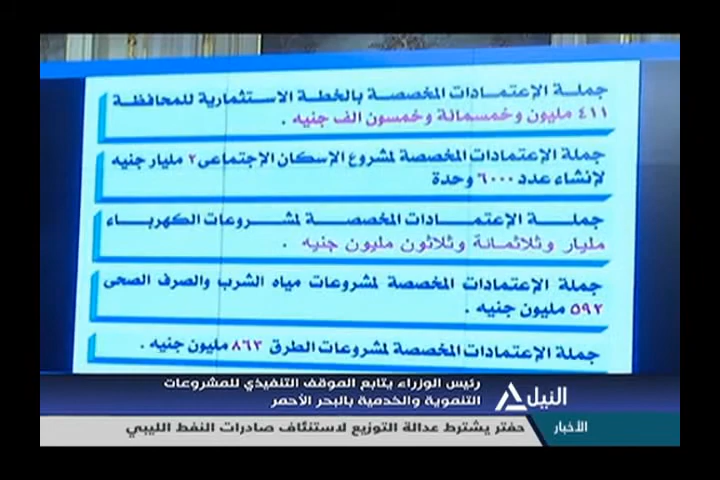 جملة الإعتمادات المخصصة بالخطة الاستثمارية للمحافظة
٤١١ مليون وخمسمائة وخمسون الف جنيه .
جملة الإعتمادات المخصصة لمشروع الإسكان الإجتماعى ٢ مليار جنيه
لإنشاء عدد ٦٠٠٠ وحدة
جملة الإعتمادات المخصصة لمشروعات الكهرباء
مليار وثلاثمائة وثلاثون مليون جنيه .
جملة الإعتمادات المخصصة لمشروعات مياه الشرب والصرف الصحى
٥٩٢ مليون جنيه .
جملة الإعتمادات المخصصة لمشروعات الطرق ٨٦٣ مليون جنيه .
رئيس الوزراء يتابع الموقف التنفيذي للمشروعات
التنموية والخدمية بالبحر الأحمر
النيل
الأخبار
حفتر يشترط عدالة التوزيع لاستئناف صادرات النفط الليبي